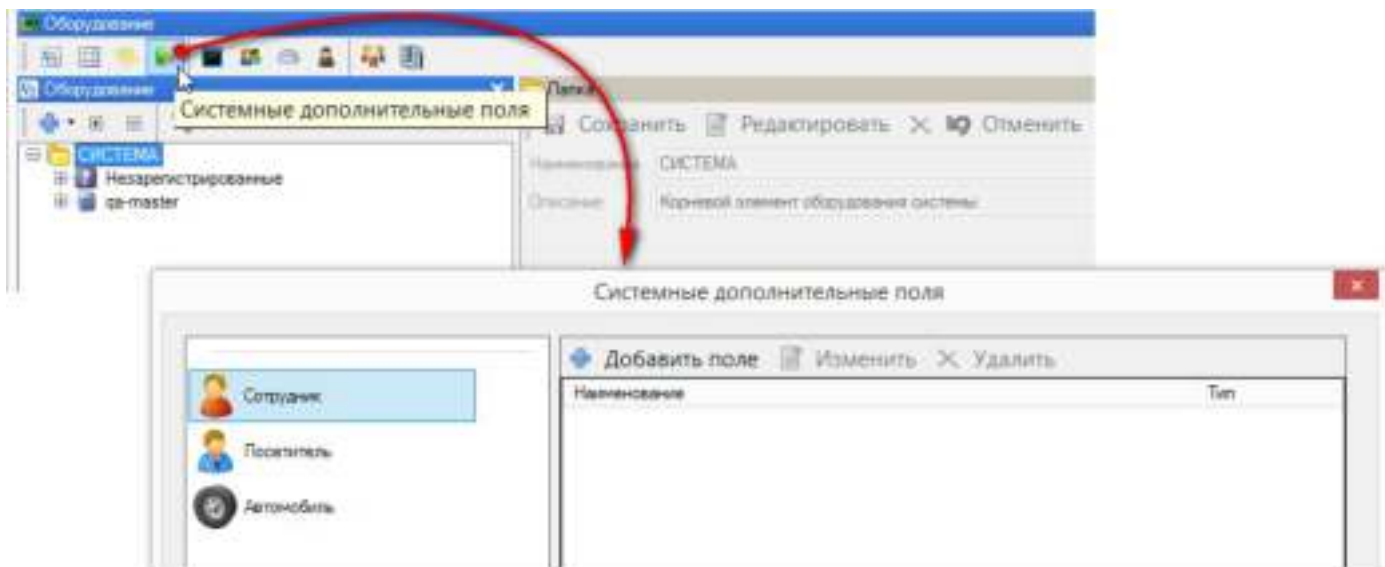 Оборудование
Оборудование
Системные дополнительные поля
Папка
Сохранить Редактировать Отменить
СИСТЕМА
Незарегистрированные
qa-master
Наименование СИСТЕМА
Описание Корневой элемент оборудования системы
Системные дополнительные поля
Добавить поле Изменить Удалить
Наименование Тип
Сотрудник
Посетитель
Автомобиль